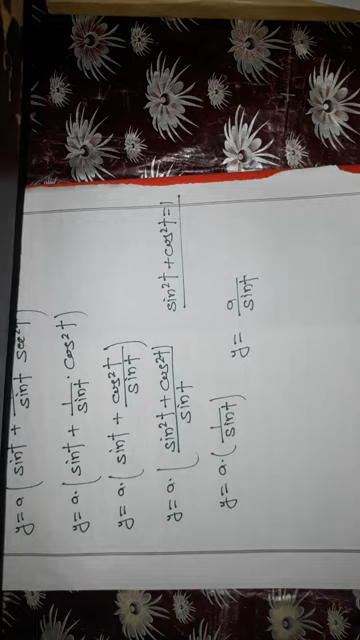 y = a (sint + 1/sint sec²t)
y = a. (sint + 1/sint . cos²t)
y = a. (sint + cos²t/sint)
y = a. (sin²t + cos²t/sint) sin²t + cos²t = 1
y = a. (1/sint) y = a/sint